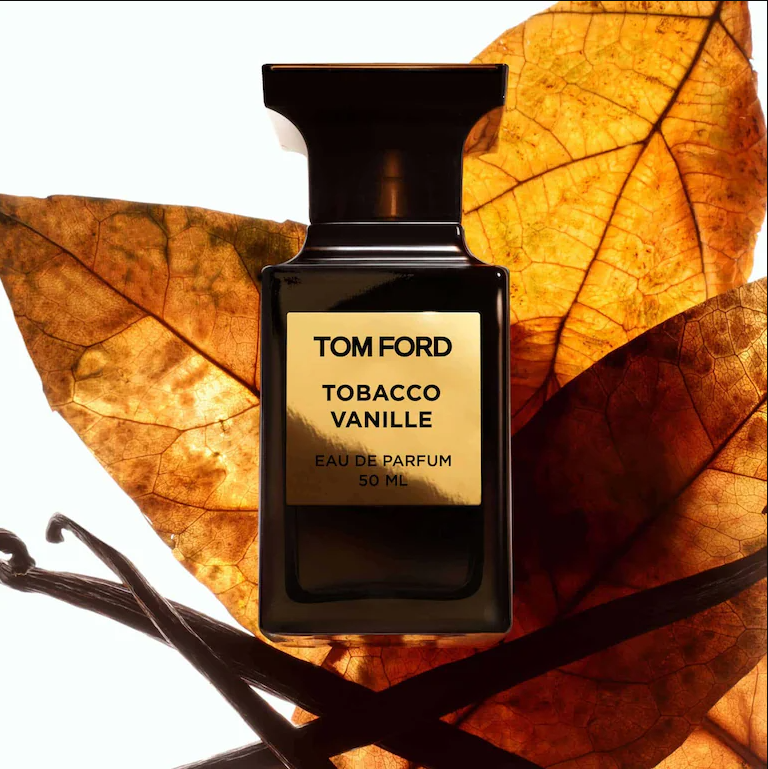 TOM FORD
TOBACCO
VANILLE
EAU DE PARFUM
50 ML